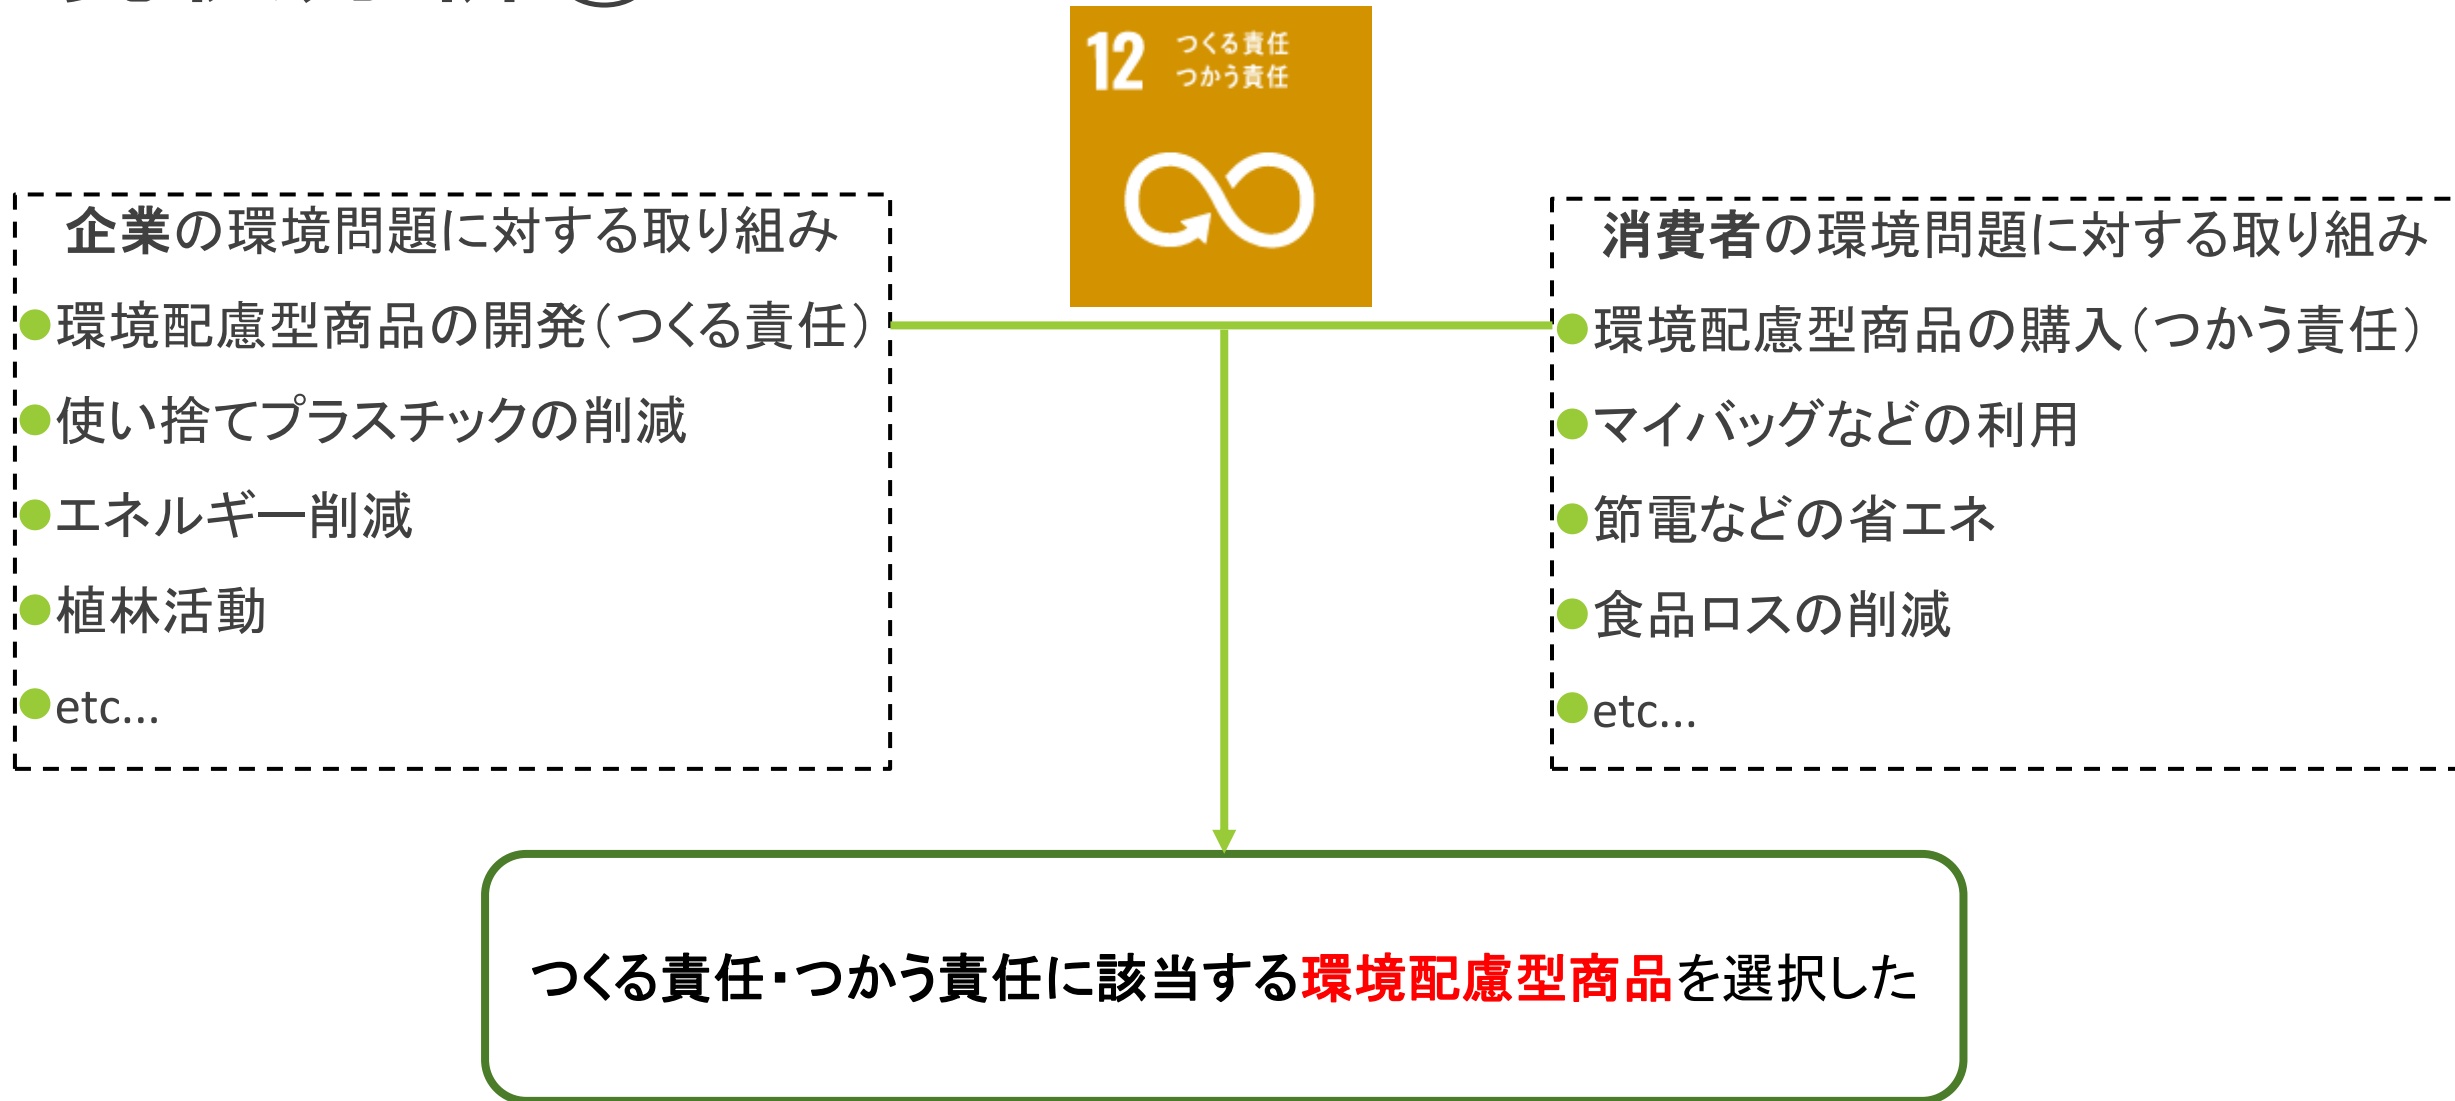 12 つくる責任
つかう責任
企業の環境問題に対する取り組み
●環境配慮型商品の開発（つくる責任）
●使い捨てプラスチックの削減
●エネルギー削減
●植林活動
●etc...
消費者の環境問題に対する取り組み
●環境配慮型商品の購入（つかう責任）
●マイバッグなどの利用
●節電などの省エネ
●食品ロスの削減
●etc...
つくる責任・つかう責任に該当する環境配慮型商品を選択した